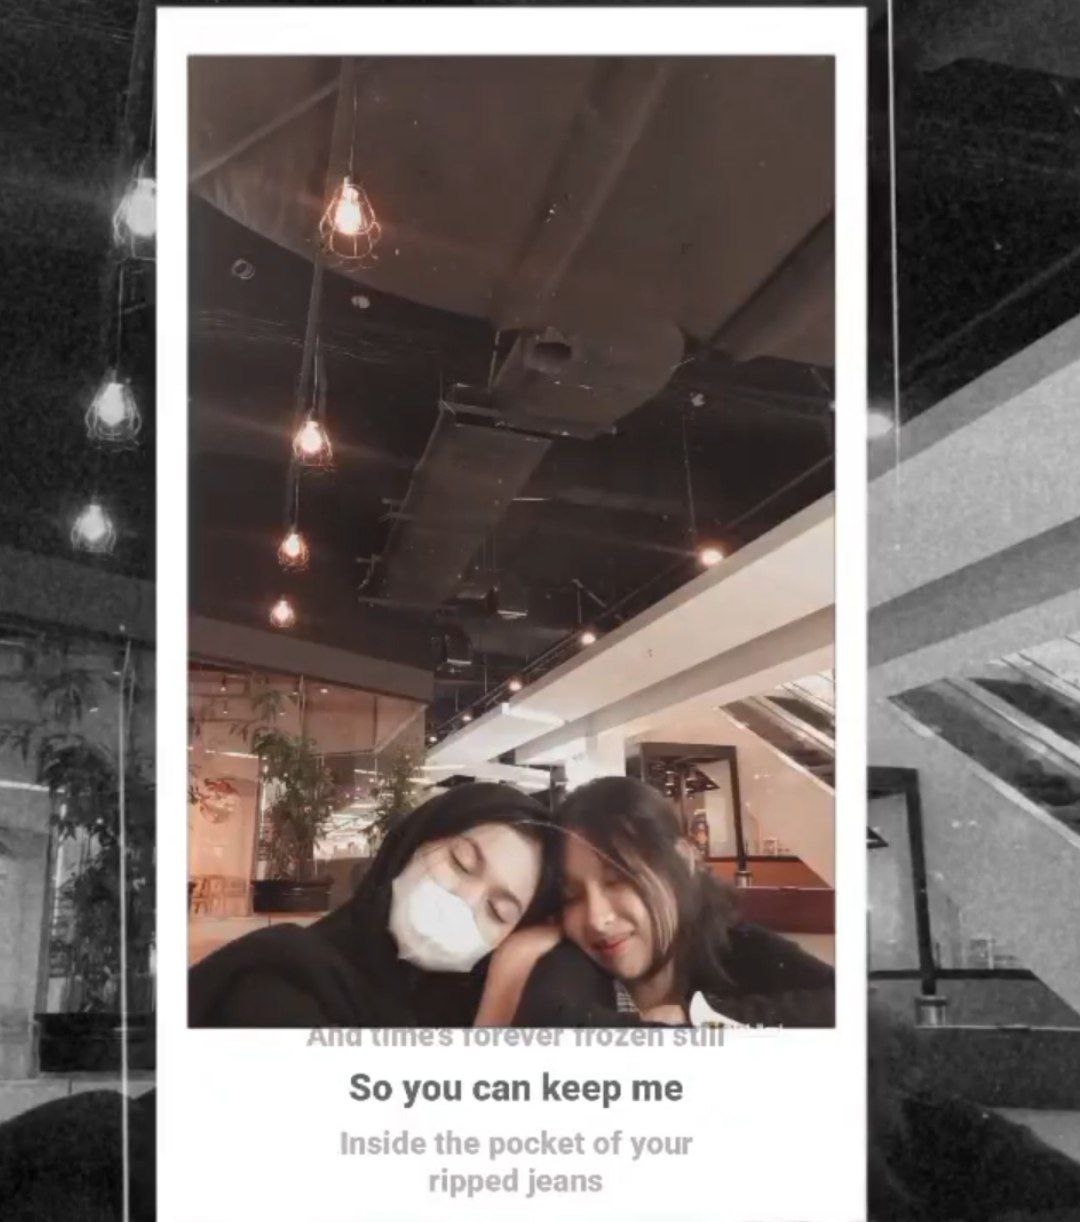 And time's forever frozen still
So you can keep me
Inside the pocket of your
ripped jeans